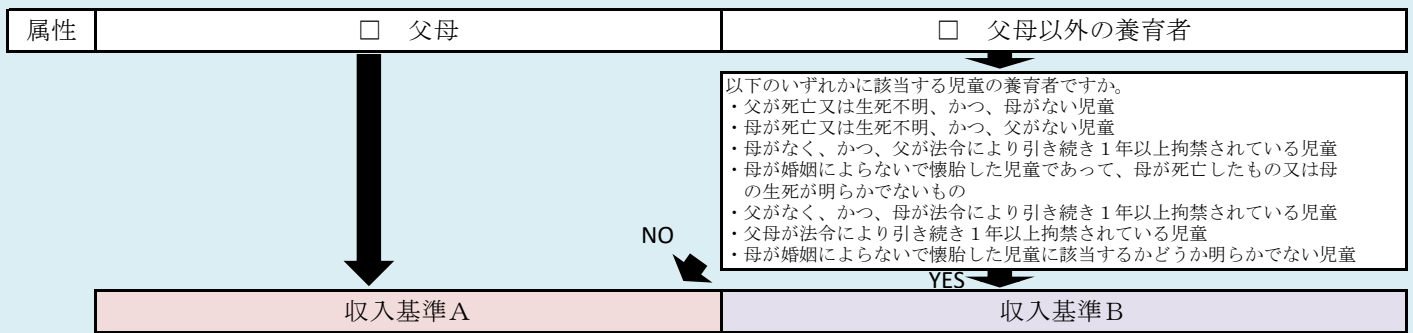 属性
□　父母
□　父母以外の養育者
以下のいずれかに該当する児童の養育者ですか。
・父が死亡又は生死不明、かつ、母がない児童
・母が死亡又は生死不明、かつ、父がない児童
・母がなく、かつ、父が法令により引き続き１年以上拘禁されている児童
・母が婚姻によらないで懐胎した児童であって、母が死亡したもの又は母
の生死が明らかでないもの
・父がなく、かつ、母が法令により引き続き１年以上拘禁されている児童
・父母が法令により引き続き１年以上拘禁されている児童
・母が婚姻によらないで懐胎した児童に該当するかどうか明らかでない児童
NO
YES
収入基準Ａ
収入基準Ｂ